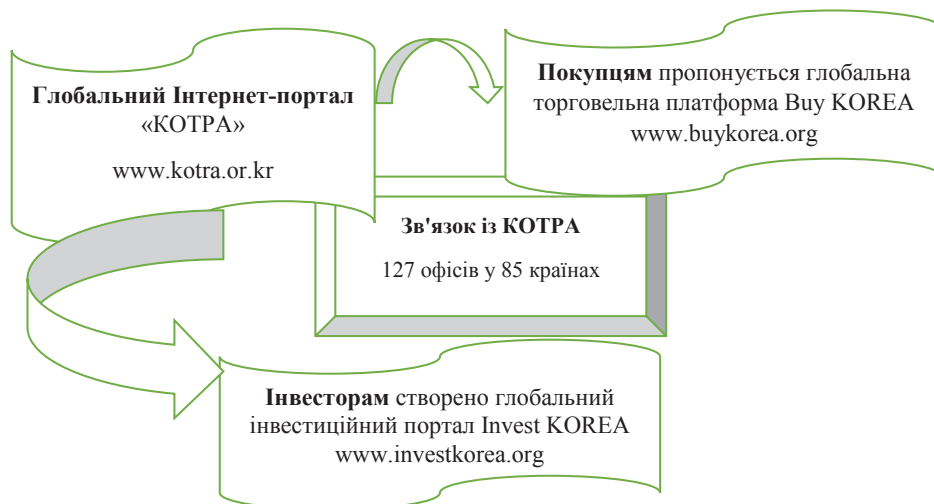 Глобальний Інтернет-портал
«КОТРА»
www.kotra.or.kr
Покупцям пропонується глобальна
торговельна платформа Buy KOREA
www.buykorea.org
Зв'язок із КОТРА
127 офісів у 85 країнах
Інвесторам створено глобальний
інвестиційний портал Invest KOREA
www.investkorea.org